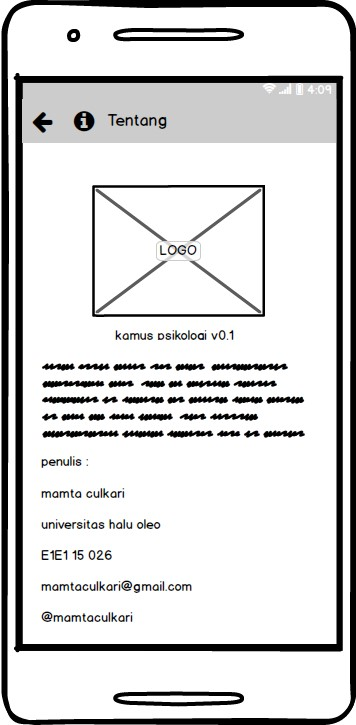 4:09
Tentang
LOGO
kamus psikologi v0.1
penulis :
mamta culkari
universitas halu oleo
E1E1 15 026
mamtaculkari@gmail.com
@mamtaculkari